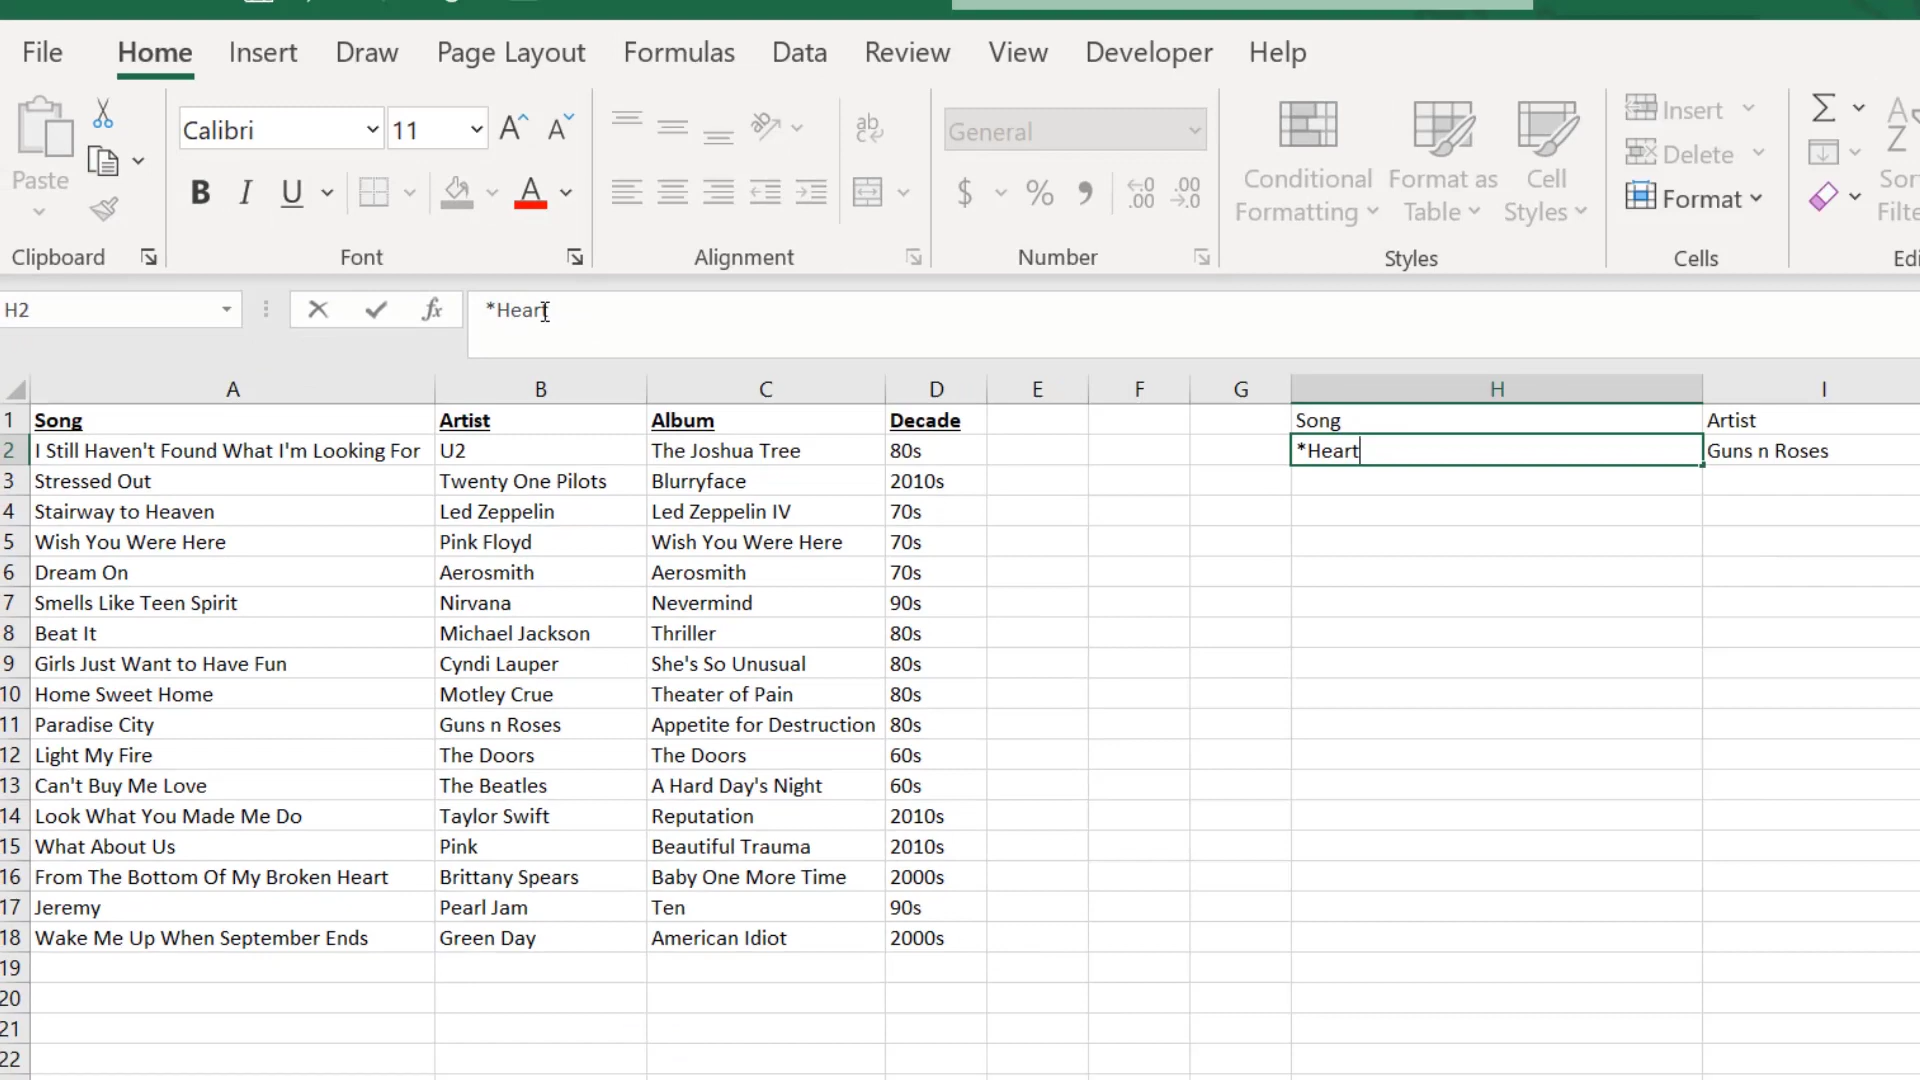 File Home Insert Draw Page Layout Formulas Data Review View Developer Help
Paste
Clipboard
Calibri 11
B I U A
Font
ab
Alignment
General
$ % , .00 .00
Number
Conditional Formatting
Format as Table
Cell Styles
Styles
Insert
Delete
Format
Cells
H2 fx *Heart
A B C D E F G H I
1 Song Artist Album Decade Song Artist
2 I Still Haven't Found What I'm Looking For U2 The Joshua Tree 80s *Heart Guns n Roses
3 Stressed Out Twenty One Pilots Blurryface 2010s
4 Stairway to Heaven Led Zeppelin Led Zeppelin IV 70s
5 Wish You Were Here Pink Floyd Wish You Were Here 70s
6 Dream On Aerosmith Aerosmith 70s
7 Smells Like Teen Spirit Nirvana Nevermind 90s
8 Beat It Michael Jackson Thriller 80s
9 Girls Just Want to Have Fun Cyndi Lauper She's So Unusual 80s
10 Home Sweet Home Motley Crue Theater of Pain 80s
11 Paradise City Guns n Roses Appetite for Destruction 80s
12 Light My Fire The Doors The Doors 60s
13 Can't Buy Me Love The Beatles A Hard Day's Night 60s
14 Look What You Made Me Do Taylor Swift Reputation 2010s
15 What About Us Pink Beautiful Trauma 2010s
16 From The Bottom Of My Broken Heart Brittany Spears Baby One More Time 2000s
17 Jeremy Pearl Jam Ten 90s
18 Wake Me Up When September Ends Green Day American Idiot 2000s
19
20
21
22